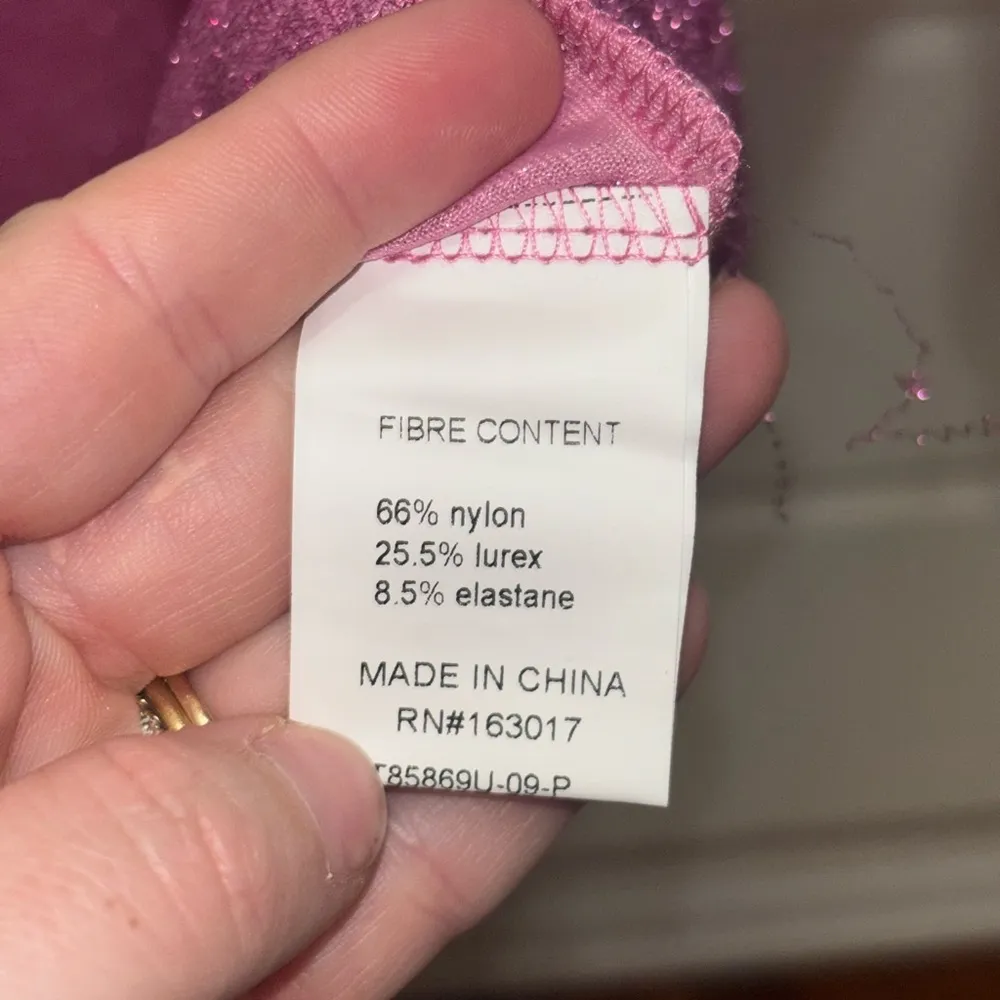 FIBRE CONTENT
66% nylon
25.5% lurex
8.5% elastane
MADE IN CHINA
RN#163017
T85869U-09-P